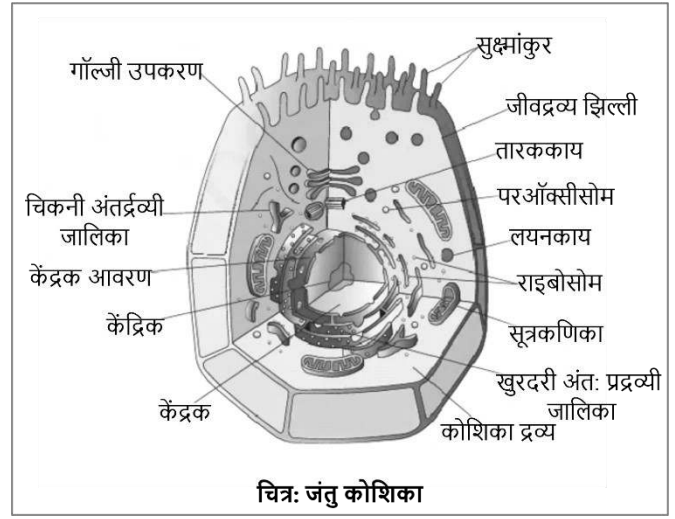 सुक्ष्मांकुर
गॉल्जी उपकरण
जीवद्रव्य झिल्ली
तारककाय
परऑक्सीसोम
चिकनी अंतर्द्रव्यी
जालिका
लयनकाय
केंद्रक आवरण
राइबोसोम
केंद्रिक
सूत्रकणिका
खुरदरी अंत: प्रद्रव्यी
जालिका
केंद्रक
कोशिका द्रव्य
चित्र: जंतु कोशिका